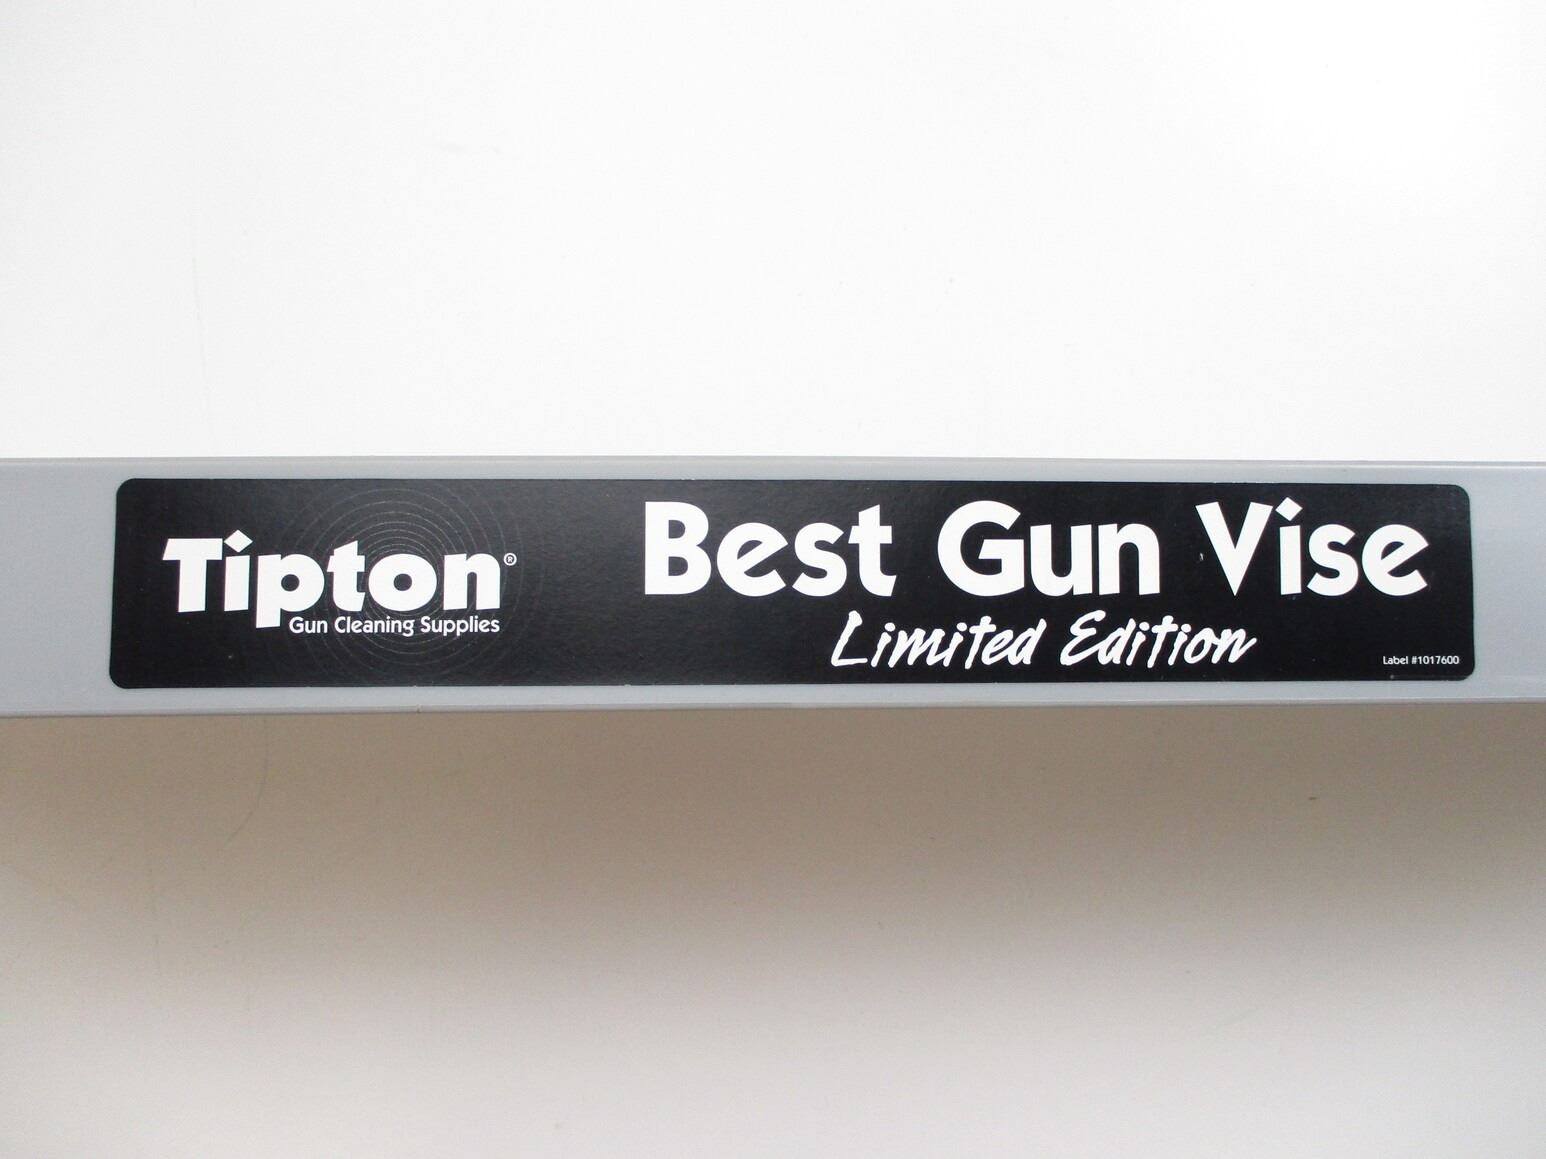 Tipton®
Gun Cleaning Supplies
Best Gun Vise
Limited Edition
Label #1017600